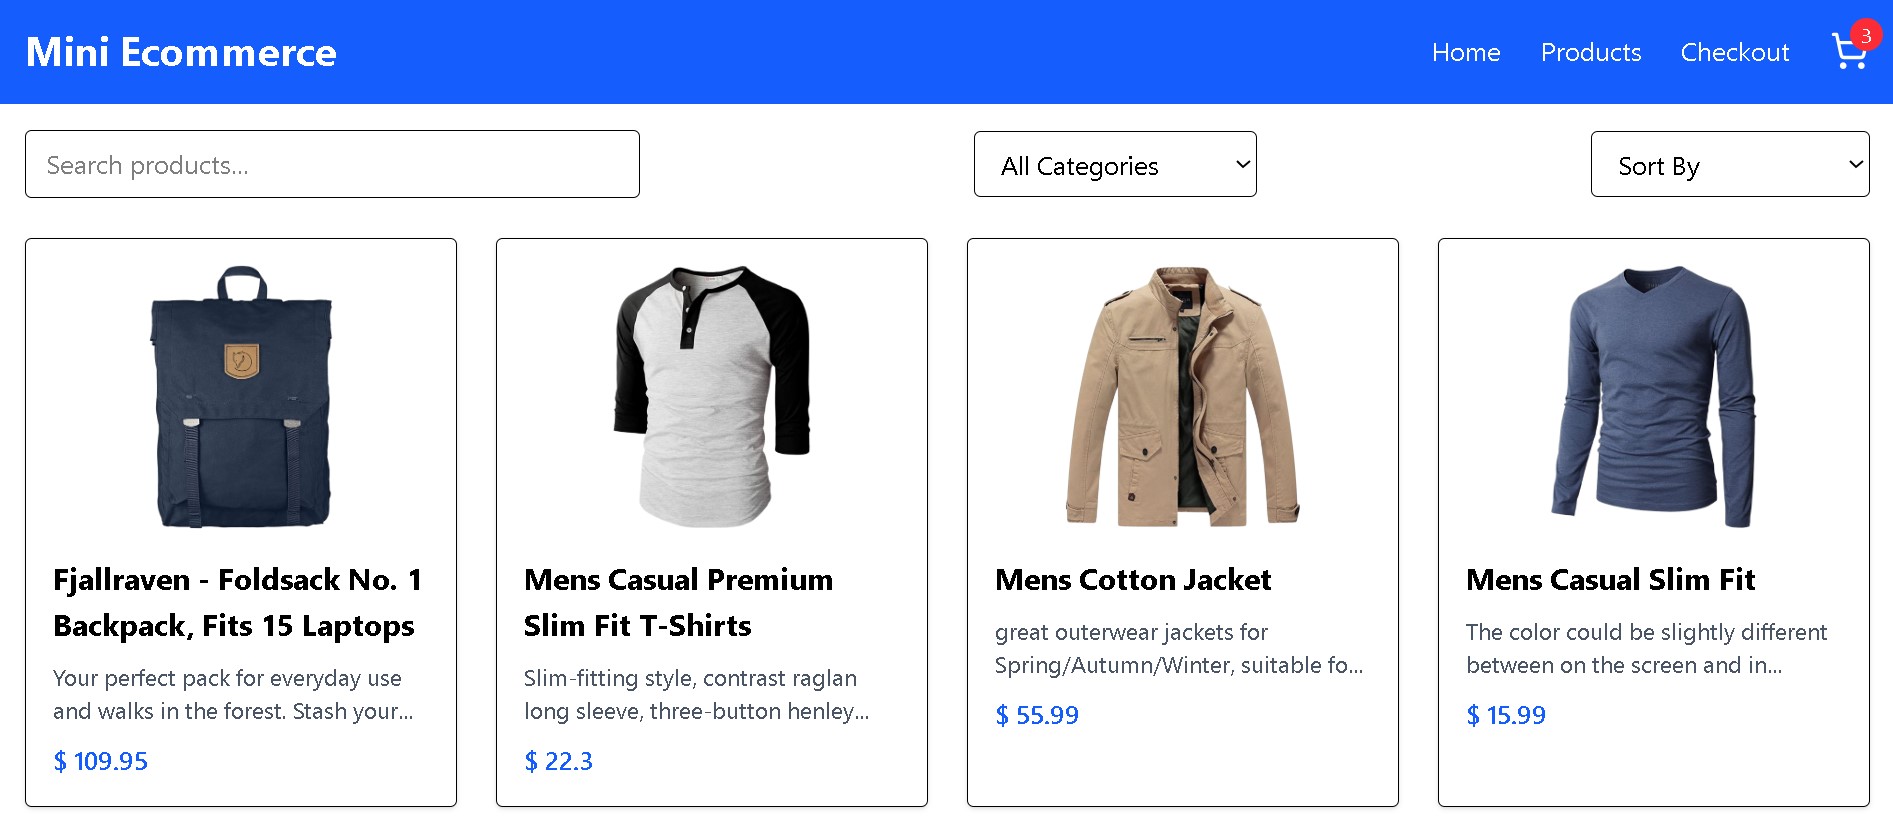 Mini Ecommerce
Home Products Checkout 3
Search products...
All Categories
Sort By
Fjallraven - Foldsack No. 1
Backpack, Fits 15 Laptops
Your perfect pack for everyday use
and walks in the forest. Stash your...
$ 109.95
Mens Casual Premium
Slim Fit T-Shirts
Slim-fitting style, contrast raglan
long sleeve, three-button henley...
$ 22.3
Mens Cotton Jacket
great outerwear jackets for
Spring/Autumn/Winter, suitable fo...
$ 55.99
Mens Casual Slim Fit
The color could be slightly different
between on the screen and in...
$ 15.99